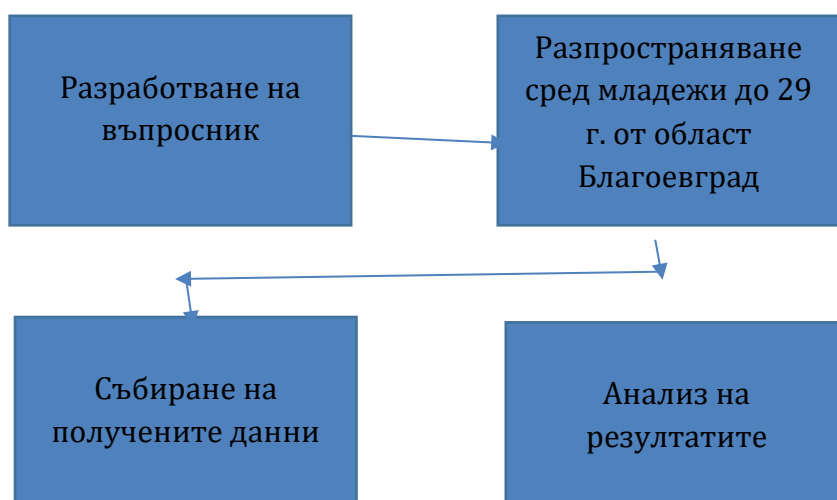 Разработване на
въпросник
Разпространяване
сред младежи до 29
г. от област
Благоевград
Събиране на
получените данни
Анализ на
резултатите